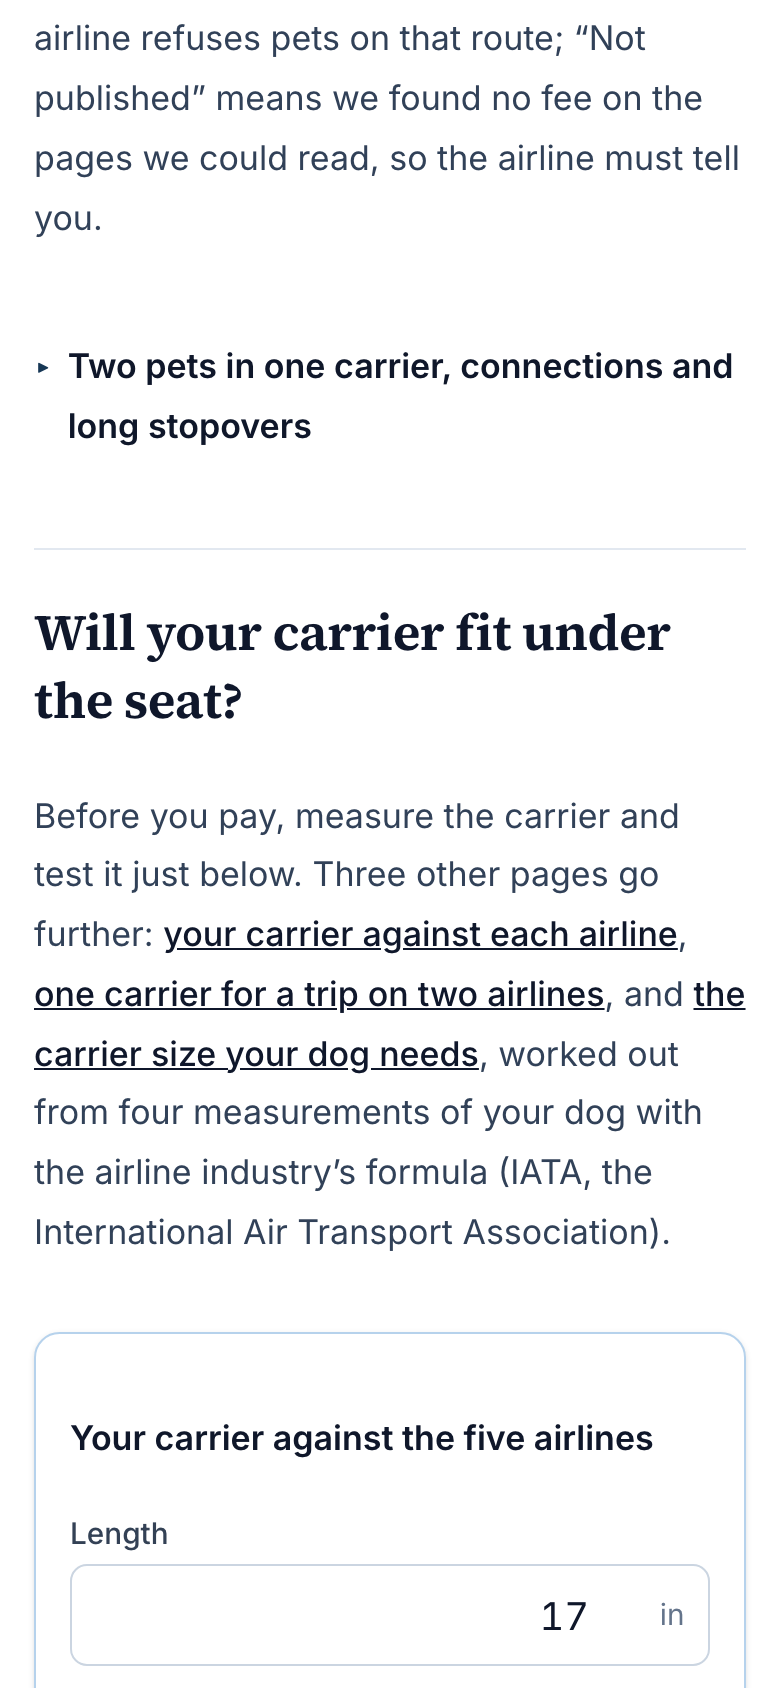 airline refuses pets on that route; “Not
published” means we found no fee on the
pages we could read, so the airline must tell
you.
▸ Two pets in one carrier, connections and
long stopovers
Will your carrier fit under
the seat?
Before you pay, measure the carrier and
test it just below. Three other pages go
further: your carrier against each airline,
one carrier for a trip on two airlines, and the
carrier size your dog needs, worked out
from four measurements of your dog with
the airline industry’s formula (IATA, the
International Air Transport Association).
Your carrier against the five airlines
Length
17 in